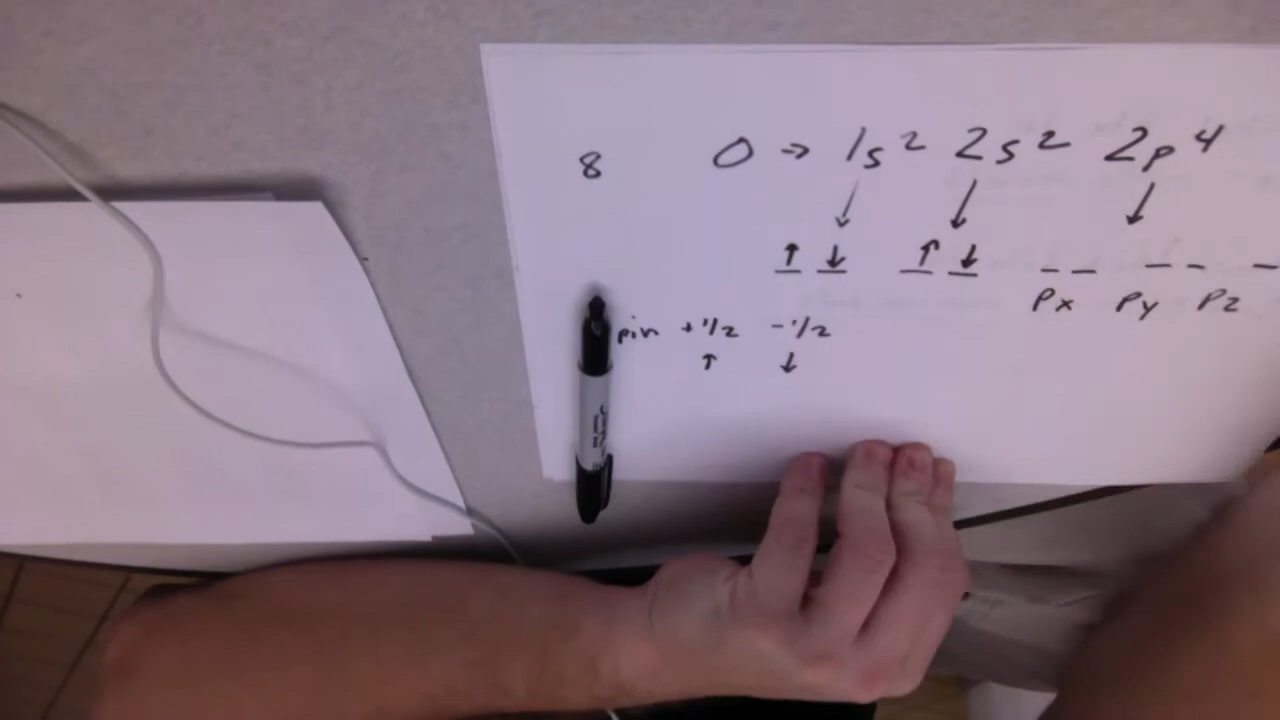 8 O → 1s² 2s² 2p⁴
↓ ↓ ↓
↑ ↓ ↑ ↓ _ _ _ _ _
px py pz
pin +1/2 -1/2
↑ ↓